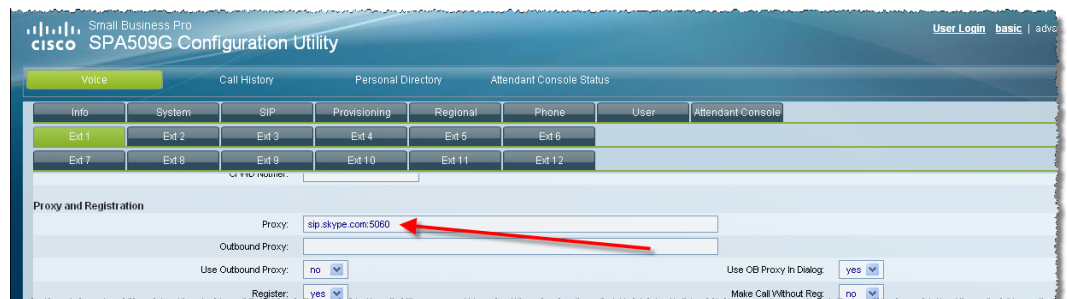 Small Business Pro
cisco SPA509G Configuration Utility
User Login basic |
Voice Call History Personal Directory Attendant Console Status
Info System SIP Provisioning Regional Phone User Attendant Console
Ext 1 Ext 2 Ext 3 Ext 4 Ext 5 Ext 6
Ext 7 Ext 8 Ext 9 Ext 10 Ext 11 Ext 12
Proxy and Registration
Proxy: sip.skype.com:5060
Outbound Proxy:
Use Outbound Proxy: no Use OB Proxy In Dialog: yes
Register: yes Make Call Without Reg: no